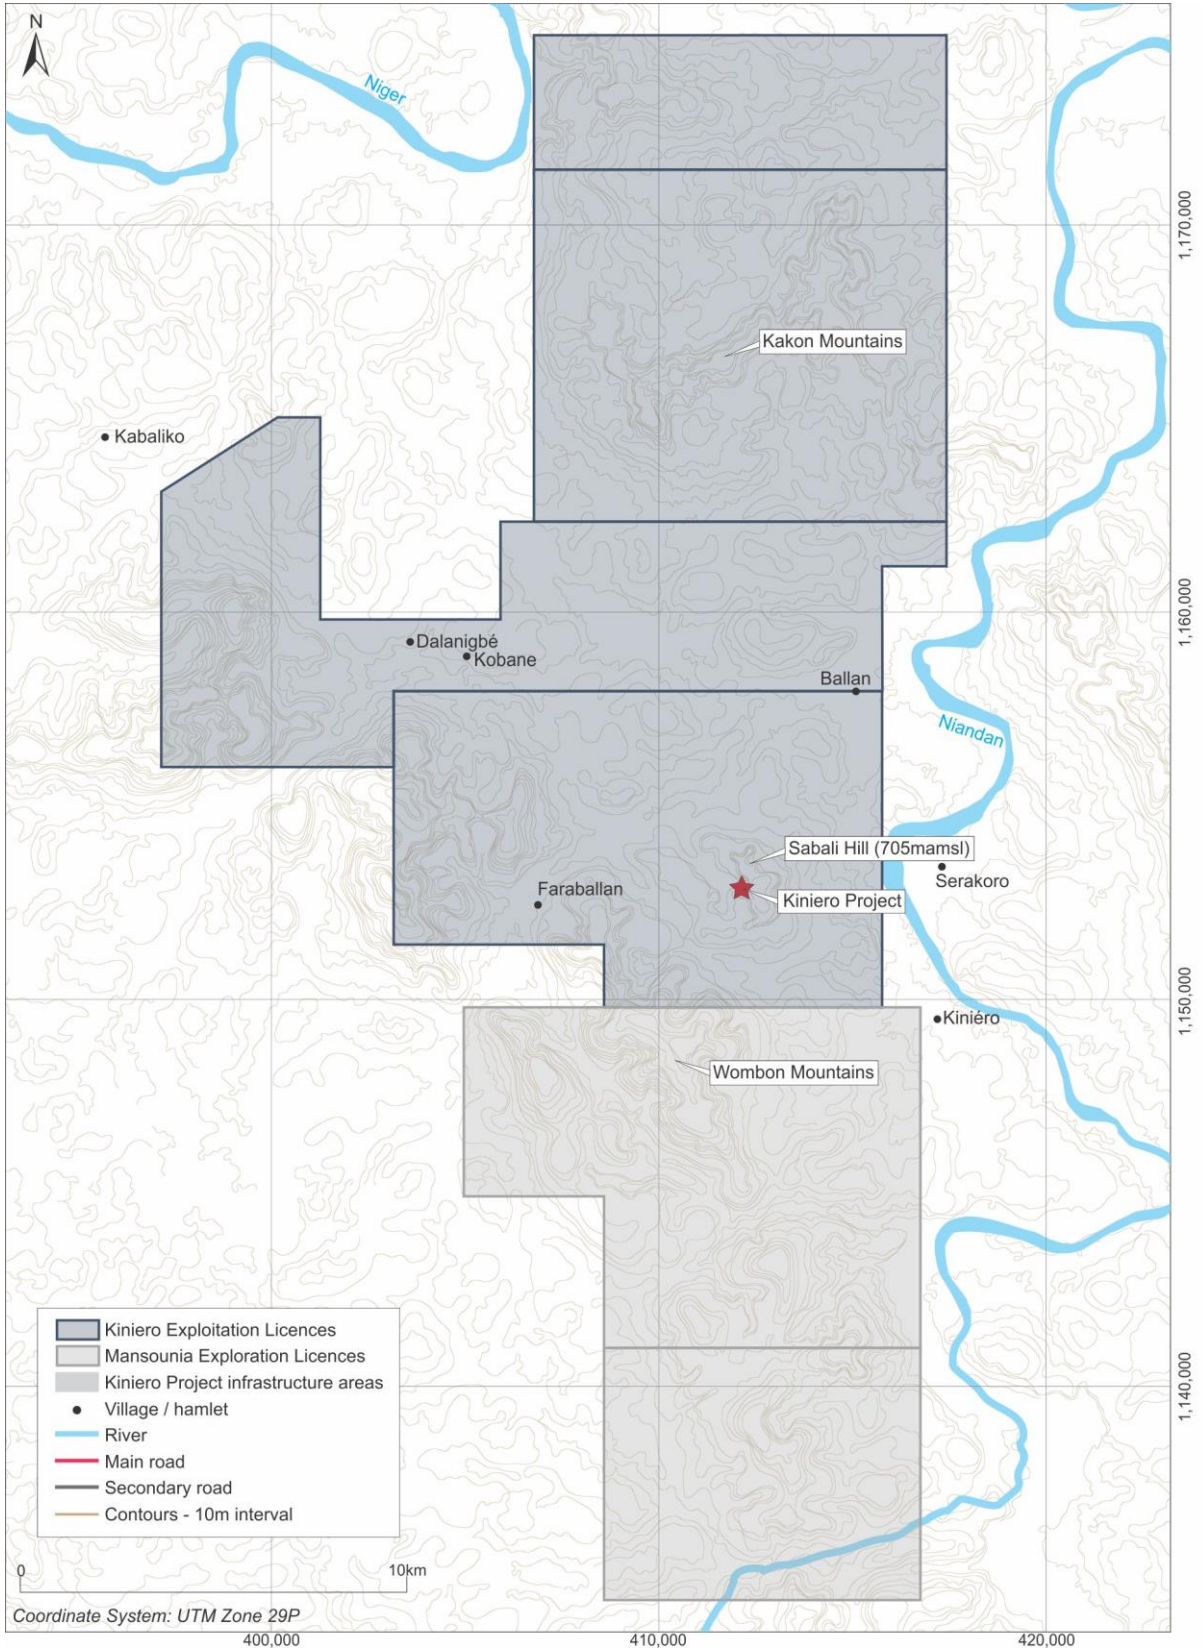 N
Niger
1,170,000
Kakon Mountains
Kabaliko
1,160,000
Dalanigbé
Kobane
Ballan
Niandan
Sabali Hill (705mamsl)
Serakoro
Faraballan
Kiniero Project
1,150,000
Kiniéro
Wombon Mountains
1,140,000
Kiniero Exploitation Licences
Mansounia Exploration Licences
Kiniero Project infrastructure areas
Village / hamlet
River
Main road
Secondary road
Contours - 10m interval
0 10km
Coordinate System: UTM Zone 29P
400,000 410,000 420,000